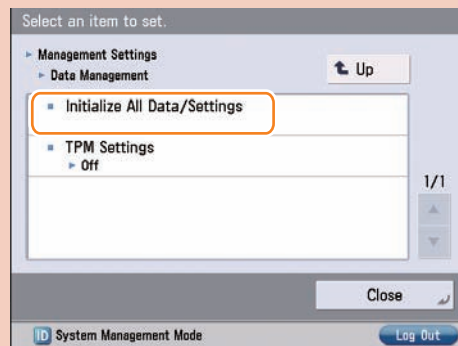 Select an item to set.
Management Settings
Data Management
Up
Initialize All Data/Settings
TPM Settings
Off
1/1
Close
ID System Management Mode
Log Out